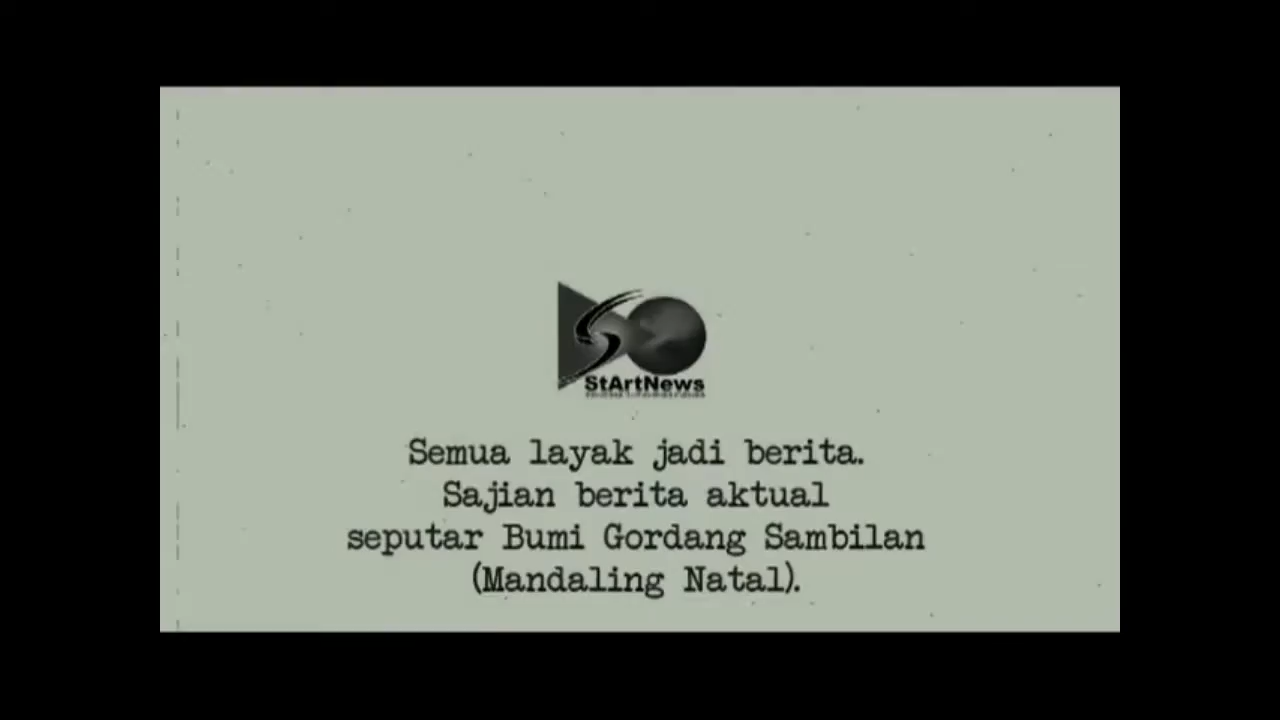 StArtNews
Semua layak jadi berita.
Sajian berita aktual
seputar Bumi Gordang Sambilan
(Mandaling Natal).